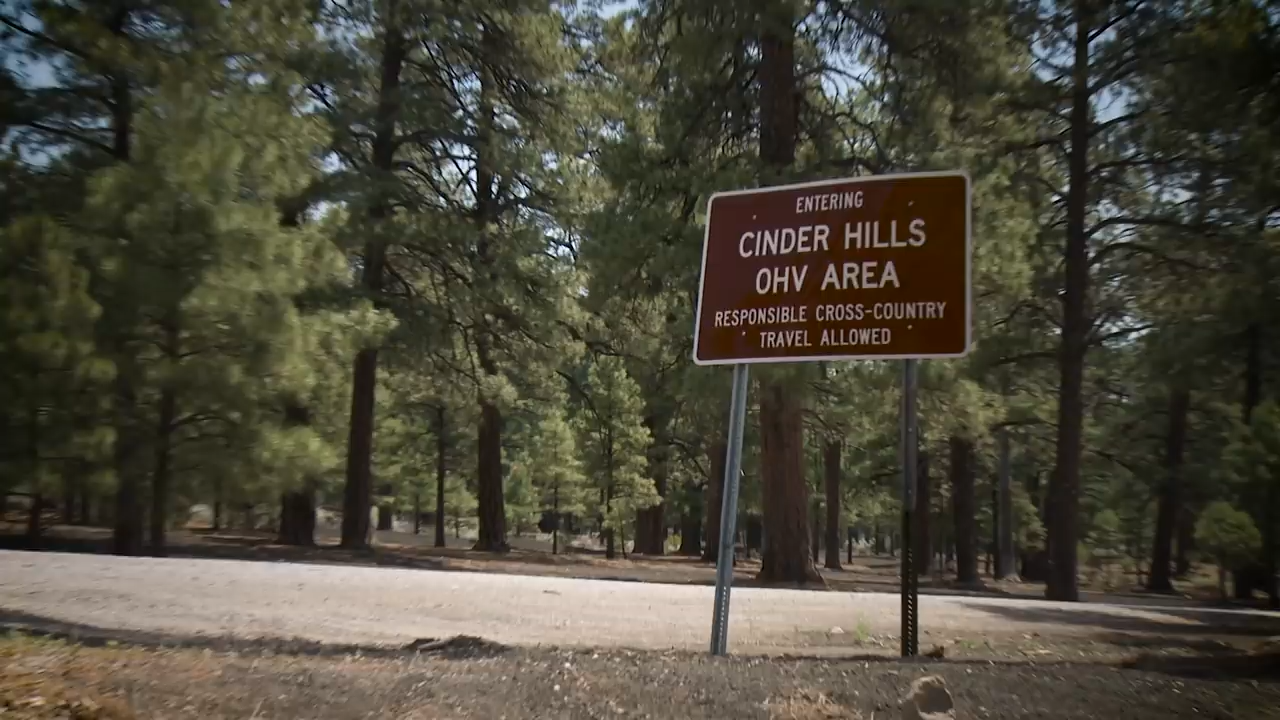 ENTERING
CINDER HILLS
OHV AREA
RESPONSIBLE CROSS-COUNTRY
TRAVEL ALLOWED